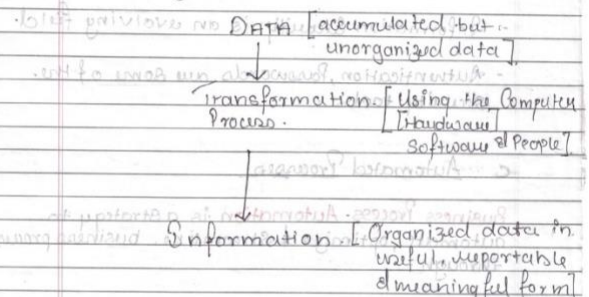 DATA [accumulated but
unorganized data]
Transformation [Using the Computer
Process. [Hardware]
Software & People]
Information [Organized data in
useful, reportable
& meaningful form]